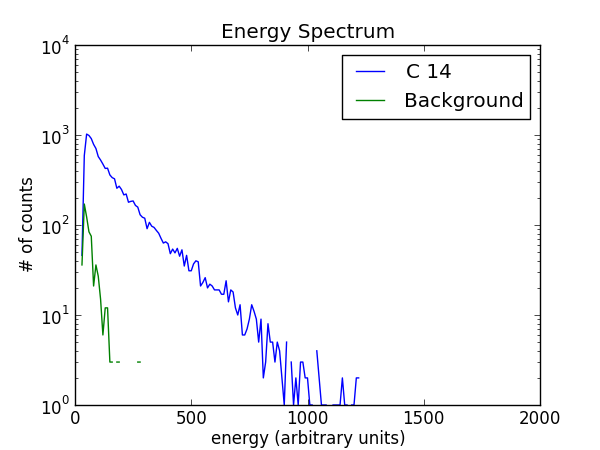 Energy Spectrum
10^4
10^3
10^2
10^1
10^0
# of counts
C 14
Background
0 500 1000 1500 2000
energy (arbitrary units)